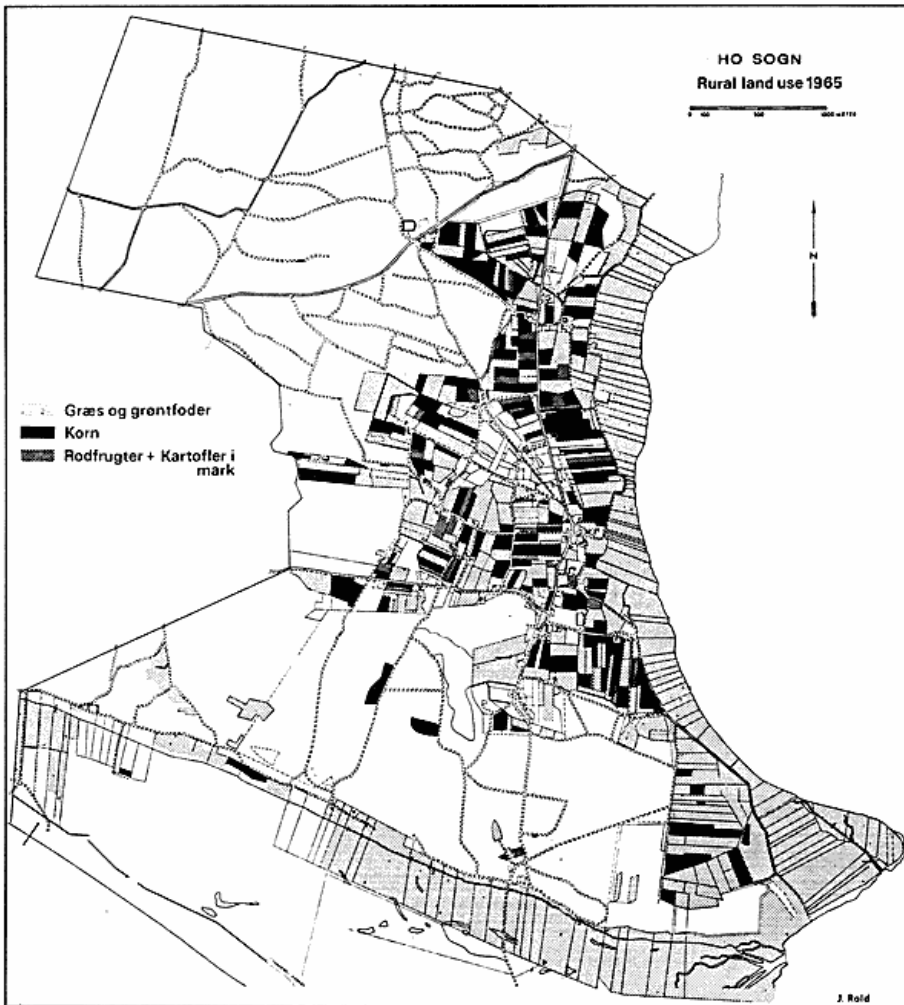 HO SOGN
Rural land use 1965
N
Græs og grøntfoder
Korn
Rodfrugter + Kartofler i
mark
J. Rold